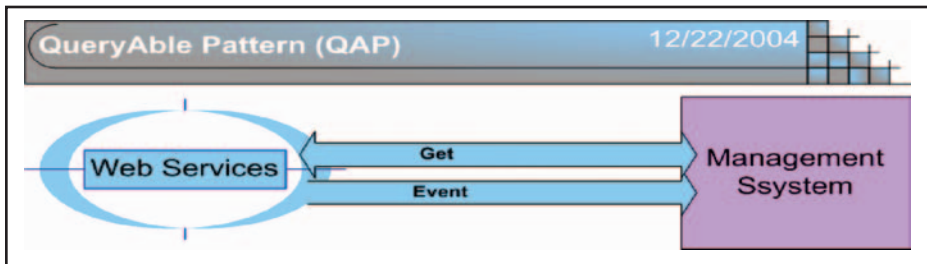 QueryAble Pattern (QAP)
12/22/2004
Web Services
Get
Event
Management
Ssystem